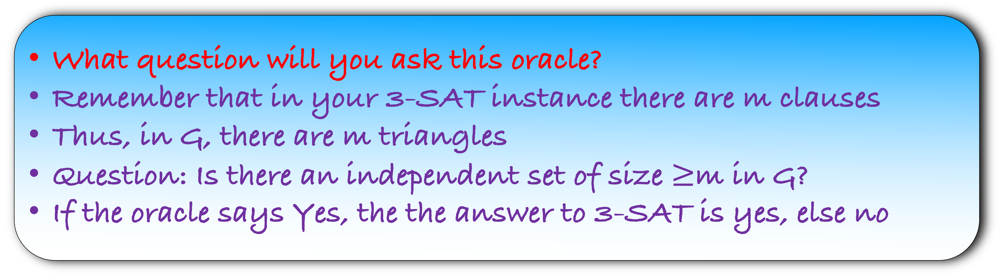 • What question will you ask this oracle?
• Remember that in your 3-SAT instance there are m clauses
• Thus, in G, there are m triangles
• Question: Is there an independent set of size ≥m in G?
• If the oracle says Yes, the the answer to 3-SAT is yes, else no